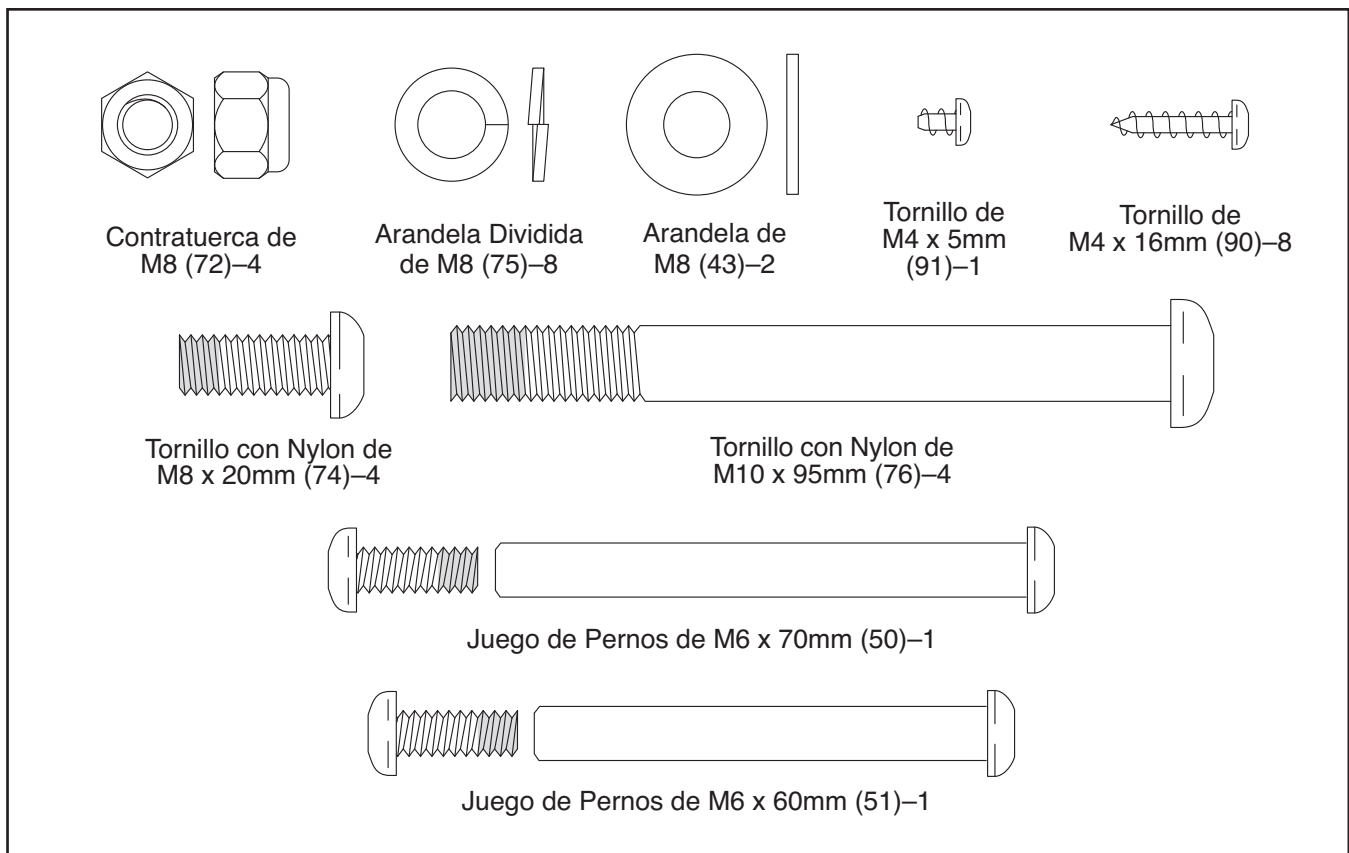 Contratuerca de
M8 (72)–4
Arandela Dividida
de M8 (75)–8
Arandela de
M8 (43)–2
Tornillo de
M4 x 5mm
(91)–1
Tornillo de
M4 x 16mm (90)–8
Tornillo con Nylon de
M8 x 20mm (74)–4
Tornillo con Nylon de
M10 x 95mm (76)–4
Juego de Pernos de M6 x 70mm (50)–1
Juego de Pernos de M6 x 60mm (51)–1